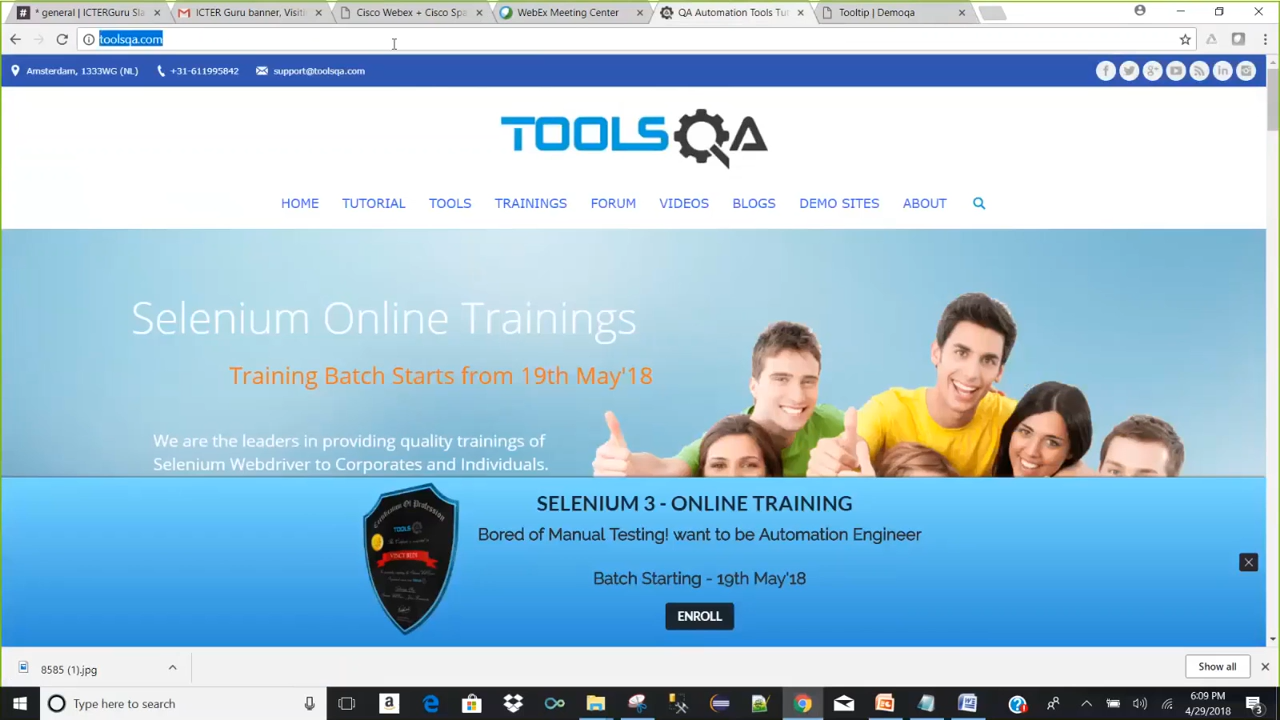 * general | ICTERGuru Sla
ICTER Guru banner, Visiti
Cisco Webex + Cisco Spa
WebEx Meeting Center
QA Automation Tools Tut
Tooltip | Demoqa
toolsqa.com
Amsterdam, 1333WG (NL)
+31-611995842
support@toolsqa.com
TOOLSQA
HOME
TUTORIAL
TOOLS
TRAININGS
FORUM
VIDEOS
BLOGS
DEMO SITES
ABOUT
Selenium Online Trainings
Training Batch Starts from 19th May'18
We are the leaders in providing quality trainings of
Selenium Webdriver to Corporates and Individuals.
SELENIUM 3 - ONLINE TRAINING
Bored of Manual Testing! want to be Automation Engineer
Batch Starting - 19th May'18
ENROLL
8585 (1).jpg
Show all
Type here to search
6:09 PM
4/29/2018